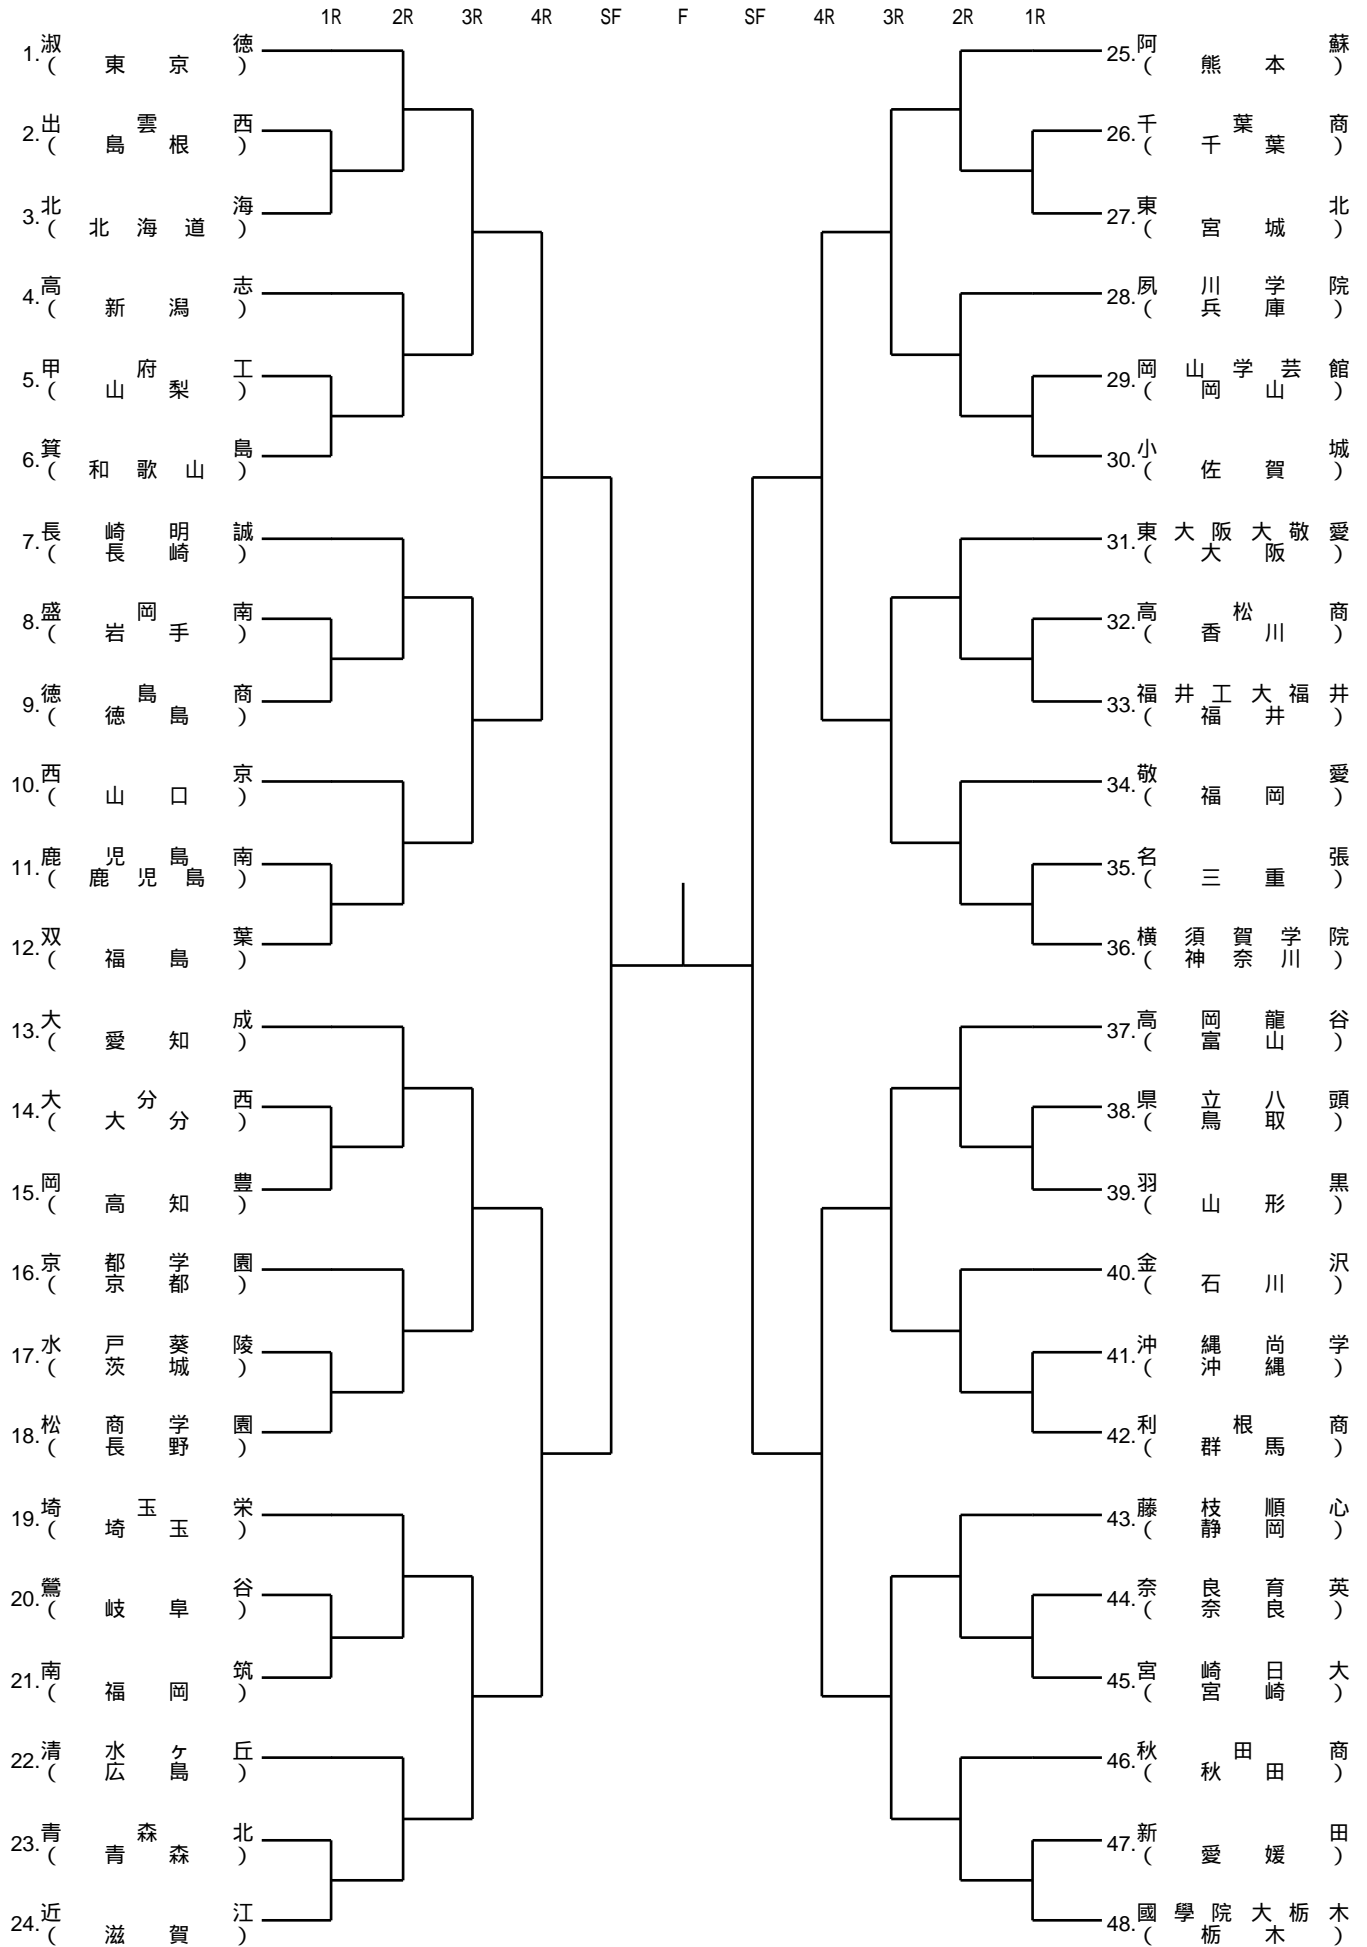 1R 2R 3R 4R SF F SF 4R 3R 2R 1R
1. 淑徳
(東京)
2. 出雲西
(島根)
3. 北海
(北海道)
4. 高志
(新潟)
5. 甲府工
(山梨)
6. 箕島
(和歌山)
7. 長崎明誠
(長崎)
8. 盛岡南
(岩手)
9. 徳島商
(徳島)
10. 西京
(山口)
11. 鹿児島南
(鹿児島)
12. 双葉
(福島)
13. 大成
(愛知)
14. 大分西
(大分)
15. 岡豊
(高知)
16. 京都学園
(京都)
17. 水戸葵陵
(茨城)
18. 松商学園
(長野)
19. 埼玉栄
(埼玉)
20. 鶯谷
(岐阜)
21. 南筑
(福岡)
22. 清水ヶ丘
(広島)
23. 青森北
(青森)
24. 近江
(滋賀)
25. 阿蘇
(熊本)
26. 千葉商
(千葉)
27. 東北
(宮城)
28. 夙川学院
(兵庫)
29. 岡山学芸館
(岡山)
30. 小城
(佐賀)
31. 東大阪大敬愛
(大阪)
32. 高松商
(香川)
33. 福井工大福井
(福井)
34. 敬愛
(福岡)
35. 名張
(三重)
36. 横須賀学院
(神奈川)
37. 高岡龍谷
(富山)
38. 県立八頭
(鳥取)
39. 羽黒
(山形)
40. 金沢
(石川)
41. 沖縄尚学
(沖縄)
42. 利根商
(群馬)
43. 藤枝順心
(静岡)
44. 奈良育英
(奈良)
45. 宮崎日大
(宮崎)
46. 秋田商
(秋田)
47. 新田
(愛媛)
48. 國學院大栃木
(栃木)